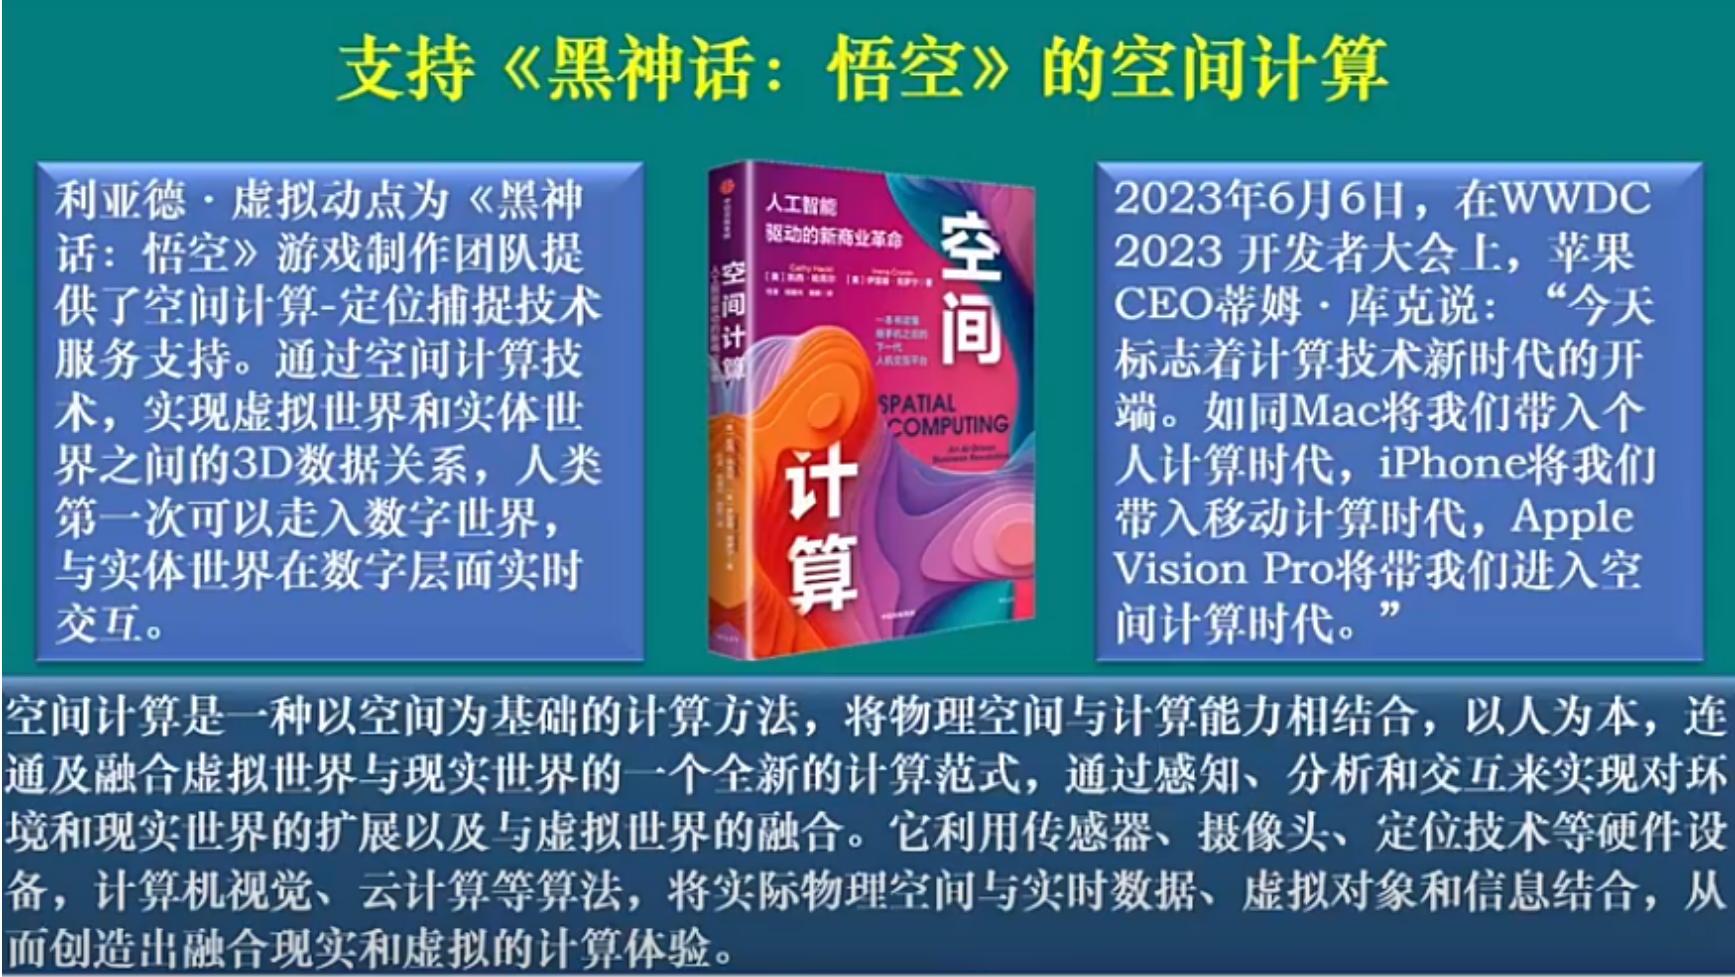 支持《黑神话：悟空》的空间计算
利亚德·虚拟动点为《黑神
话：悟空》游戏制作团队提
供了空间计算-定位捕捉技术
服务支持。通过空间计算技
术，实现虚拟世界和实体世
界之间的3D数据关系，人类
第一次可以走入数字世界，
与实体世界在数字层面实时
交互。
人工智能
驱动的新商业革命
空间
计算
SPATIAL
COMPUTING
An AI-Driven
Business Revolution
空间计算
2023年6月6日，在WWDC
2023 开发者大会上，苹果
CEO蒂姆·库克说：“今天
标志着计算技术新时代的开
端。如同Mac将我们带入个
人计算时代，iPhone将我们
带入移动计算时代，Apple
Vision Pro将带我们进入空
间计算时代。”
空间计算是一种以空间为基础的计算方法，将物理空间与计算能力相结合，以人为本，连
通及融合虚拟世界与现实世界的一个全新的计算范式，通过感知、分析和交互来实现对环
境和现实世界的扩展以及与虚拟世界的融合。它利用传感器、摄像头、定位技术等硬件设
备，计算机视觉、云计算等算法，将实际物理空间与实时数据、虚拟对象和信息结合，从
而创造出融合现实和虚拟的计算体验。